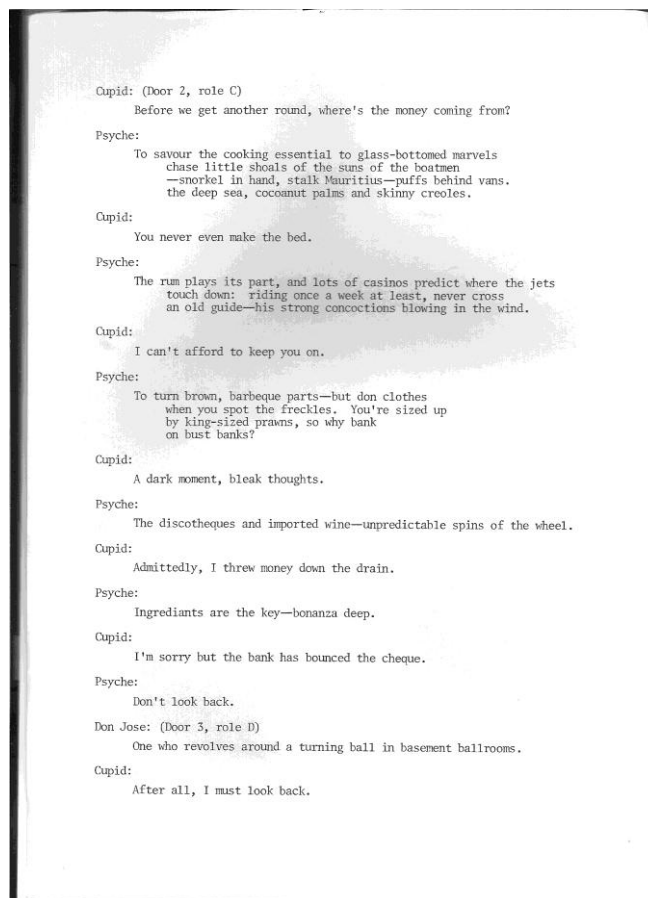 Cupid: (Door 2, role C)
Before we get another round, where's the money coming from?
Psyche:
To savour the cooking essential to glass-bottomed marvels
chase little shoals of the suns of the boatmen
—snorkel in hand, stalk Mauritius—puffs behind vans.
the deep sea, cocoanut palms and skinny creoles.
Cupid:
You never even make the bed.
Psyche:
The rum plays its part, and lots of casinos predict where the jets
touch down: riding once a week at least, never cross
an old guide—his strong concoctions blowing in the wind.
Cupid:
I can't afford to keep you on.
Psyche:
To turn brown, barbeque parts—but don clothes
when you spot the freckles. You're sized up
by king-sized prawns, so why bank
on bust banks?
Cupid:
A dark moment, bleak thoughts.
Psyche:
The discotheques and imported wine—unpredictable spins of the wheel.
Cupid:
Admittedly, I threw money down the drain.
Psyche:
Ingrediants are the key—bonanza deep.
Cupid:
I'm sorry but the bank has bounced the cheque.
Psyche:
Don't look back.
Don Jose: (Door 3, role D)
One who revolves around a turning ball in basement ballrooms.
Cupid:
After all, I must look back.